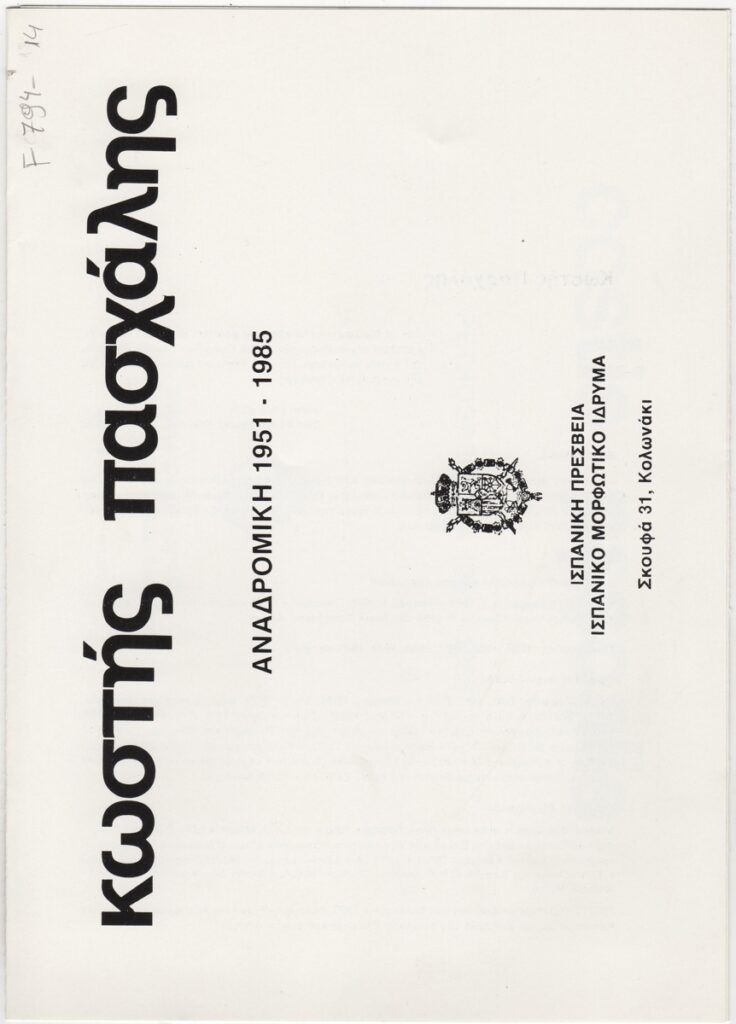 F 794- '14
κωστής πασχάλης
ΑΝΑΔΡΟΜΙΚΗ 1951 - 1985
ΙΣΠΑΝΙΚΗ ΠΡΕΣΒΕΙΑ
ΙΣΠΑΝΙΚΟ ΜΟΡΦΩΤΙΚΟ ΙΔΡΥΜΑ
Σκουφά 31, Κολωνάκι